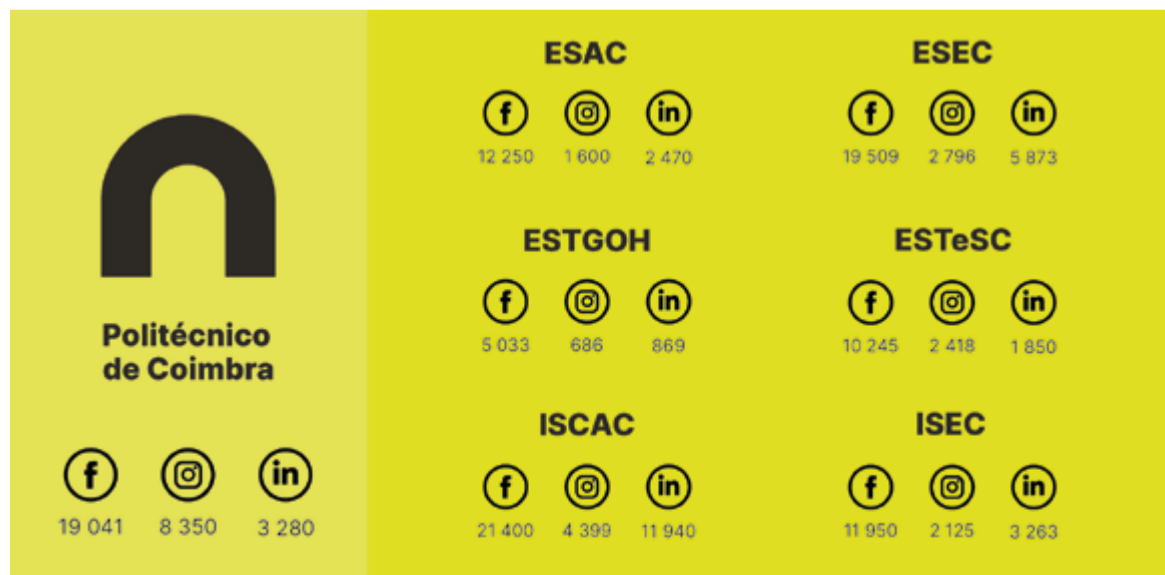 Politécnico
de Coimbra
19 041 8 350 3 280
ESAC
12 250 1 600 2 470
ESEC
19 509 2 796 5 873
ESTGOH
5 033 686 869
ESTeSC
10 245 2 418 1 850
ISCAC
21 400 4 399 11 940
ISEC
11 950 2 125 3 263